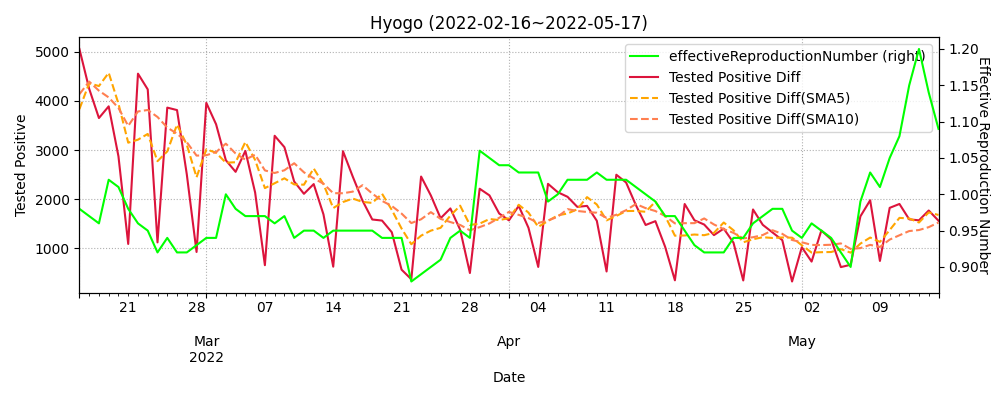 Hyogo (2022-02-16~2022-05-17)
effectiveReproductionNumber (right)
Tested Positive Diff
Tested Positive Diff(SMA5)
Tested Positive Diff(SMA10)
Tested Positive
5000
4000
3000
2000
1000
Effective Reproduction Number
1.20
1.15
1.10
1.05
1.00
0.95
0.90
21 28 07 14 21 28 04 11 18 25 02 09
Mar Apr May
2022
Date